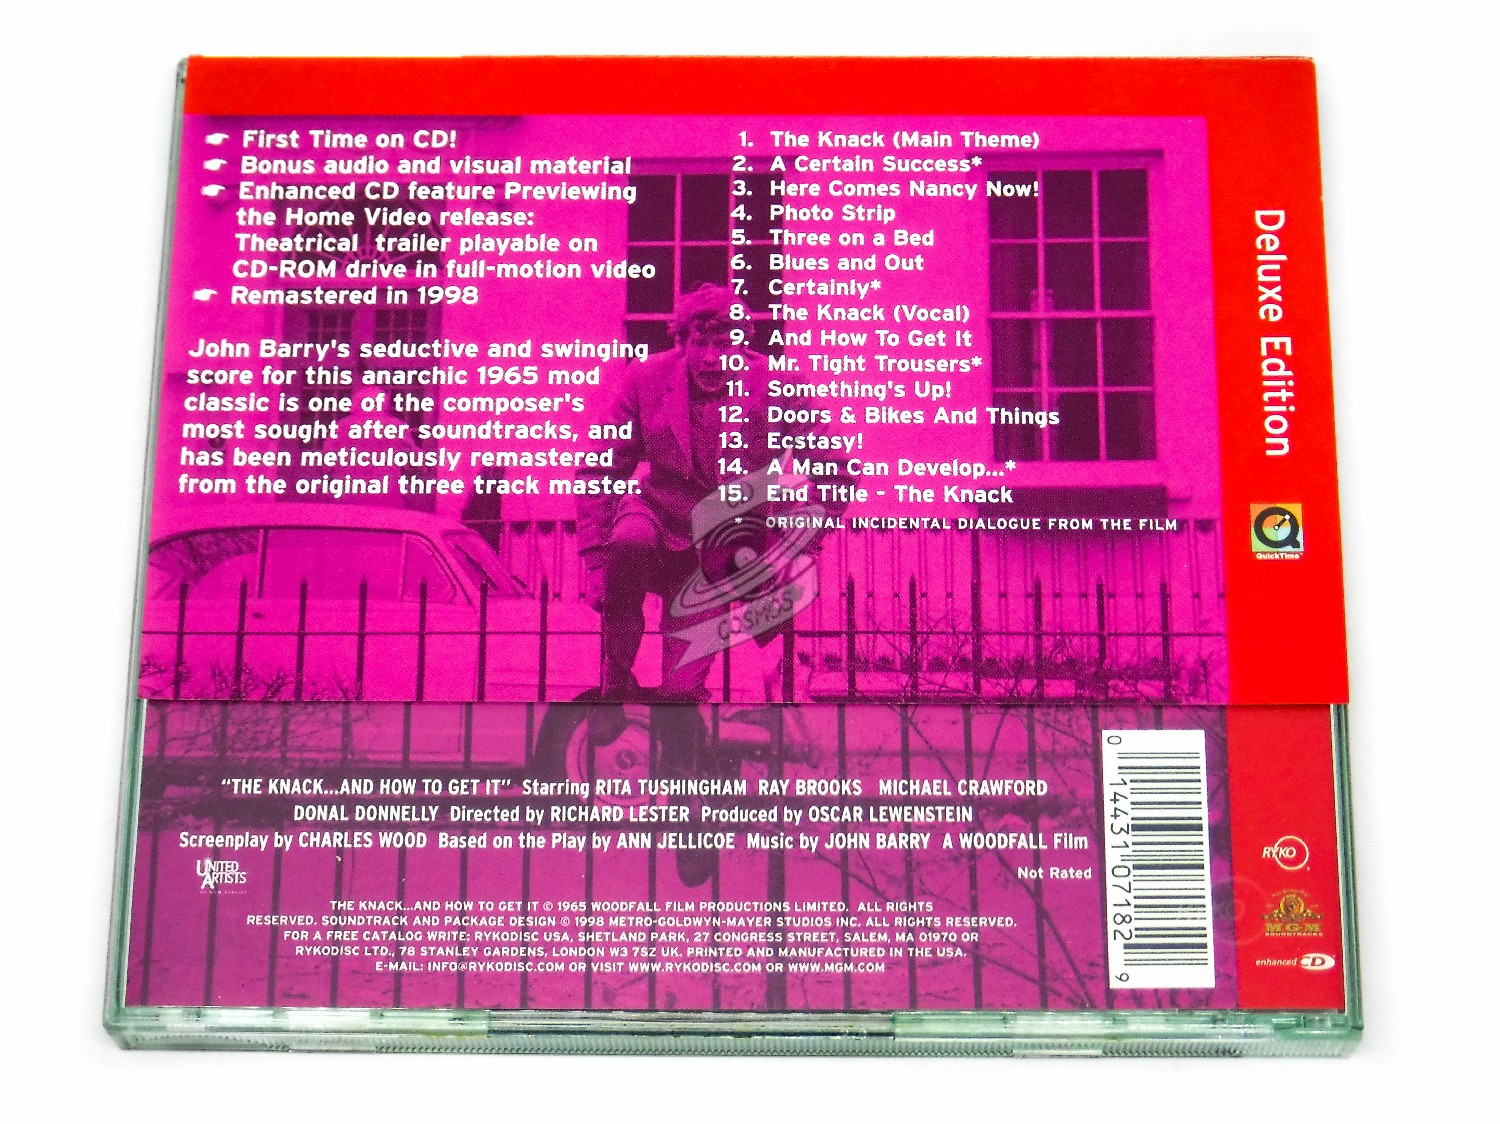 First Time on CD!
Bonus audio and visual material
Enhanced CD feature Previewing
the Home Video release:
Theatrical trailer playable on
CD-ROM drive in full-motion video
Remastered in 1998
John Barry's seductive and swinging
score for this anarchic 1965 mod
classic is one of the composer's
most sought after soundtracks, and
has been meticulously remastered
from the original three track master.
1. The Knack (Main Theme)
2. A Certain Success*
3. Here Comes Nancy Now!
4. Photo Strip
5. Three on a Bed
6. Blues and Out
7. Certainly*
8. The Knack (Vocal)
9. And How To Get It
10. Mr. Tight Trousers*
11. Something's Up!
12. Doors & Bikes And Things
13. Ecstasy!
14. A Man Can Develop...*
15. End Title - The Knack
* ORIGINAL INCIDENTAL DIALOGUE FROM THE FILM
CD
COSMOS
Deluxe Edition
QuickTime™
"THE KNACK...AND HOW TO GET IT" Starring RITA TUSHINGHAM RAY BROOKS MICHAEL CRAWFORD
DONAL DONNELLY Directed by RICHARD LESTER Produced by OSCAR LEWENSTEIN
Screenplay by CHARLES WOOD Based on the Play by ANN JELLICOE Music by JOHN BARRY A WOODFALL Film
UNITED
ARTISTS
Not Rated
THE KNACK...AND HOW TO GET IT © 1965 WOODFALL FILM PRODUCTIONS LIMITED. ALL RIGHTS
RESERVED. SOUNDTRACK AND PACKAGE DESIGN © 1998 METRO-GOLDWYN-MAYER STUDIOS INC. ALL RIGHTS RESERVED.
FOR A FREE CATALOG WRITE: RYKODISC USA, SHETLAND PARK, 27 CONGRESS STREET, SALEM, MA 01970 OR
RYKODISC LTD., 78 STANLEY GARDENS, LONDON W3 7SZ UK. PRINTED AND MANUFACTURED IN THE USA.
E-MAIL: INFO@RYKODISC.COM OR VISIT WWW.RYKODISC.COM OR WWW.MGM.COM
0 14431 07182 9
RYKO
MGM
SOUNDTRACKS
enhanced CD